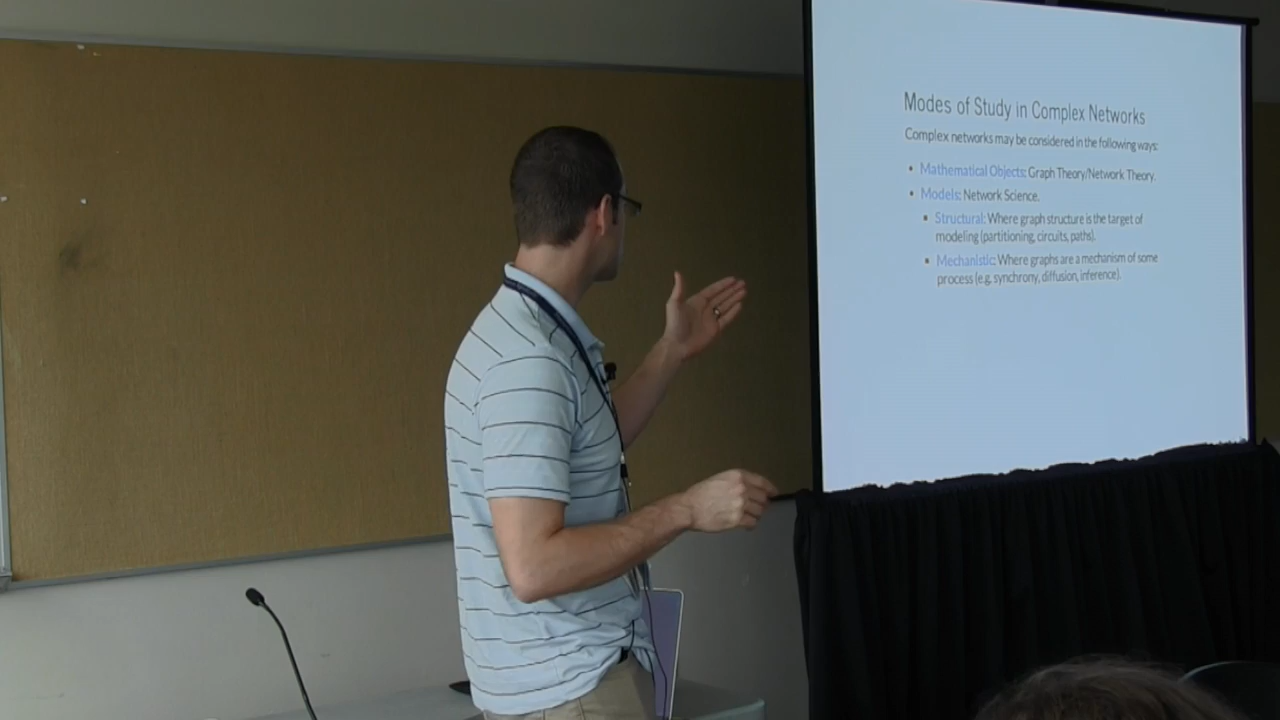 Modes of Study in Complex Networks
Complex networks may be considered in the following ways:
• Mathematical Objects: Graph Theory/Network Theory.
• Models: Network Science.
▪ Structural: Where graph structure is the target of
modeling (partitioning, circuits, paths).
▪ Mechanistic: Where graphs are a mechanism of some
process (e.g. synchrony, diffusion, inference).